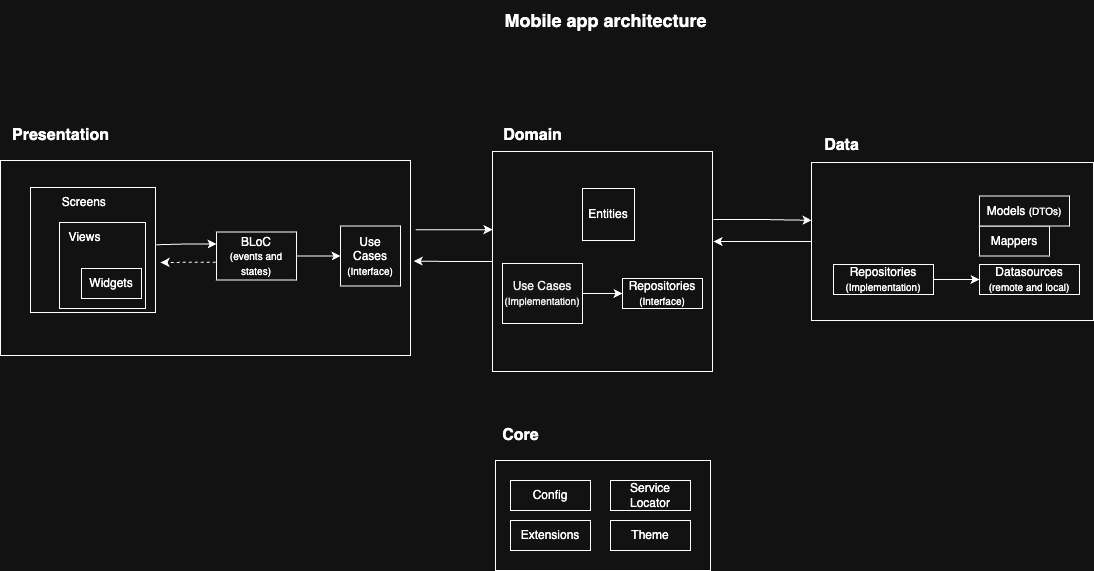 Mobile app architecture
Presentation
Screens
Views
Widgets
BLoC
(events and
states)
Use
Cases
(Interface)
Domain
Entities
Use Cases
(Implementation)
Repositories
(Interface)
Data
Models (DTOs)
Mappers
Repositories
(Implementation)
Datasources
(remote and local)
Core
Config
Service
Locator
Extensions
Theme